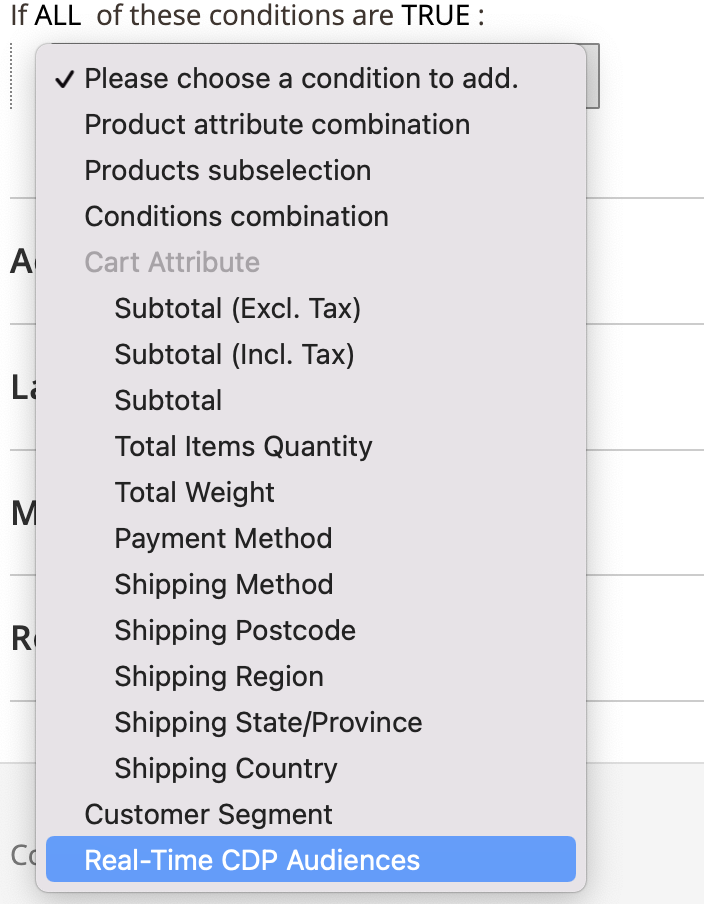 If ALL of these conditions are TRUE :
✓ Please choose a condition to add.
Product attribute combination
Products subselection
Conditions combination
Cart Attribute
Subtotal (Excl. Tax)
Subtotal (Incl. Tax)
Subtotal
Total Items Quantity
Total Weight
Payment Method
Shipping Method
Shipping Postcode
Shipping Region
Shipping State/Province
Shipping Country
Customer Segment
Real-Time CDP Audiences